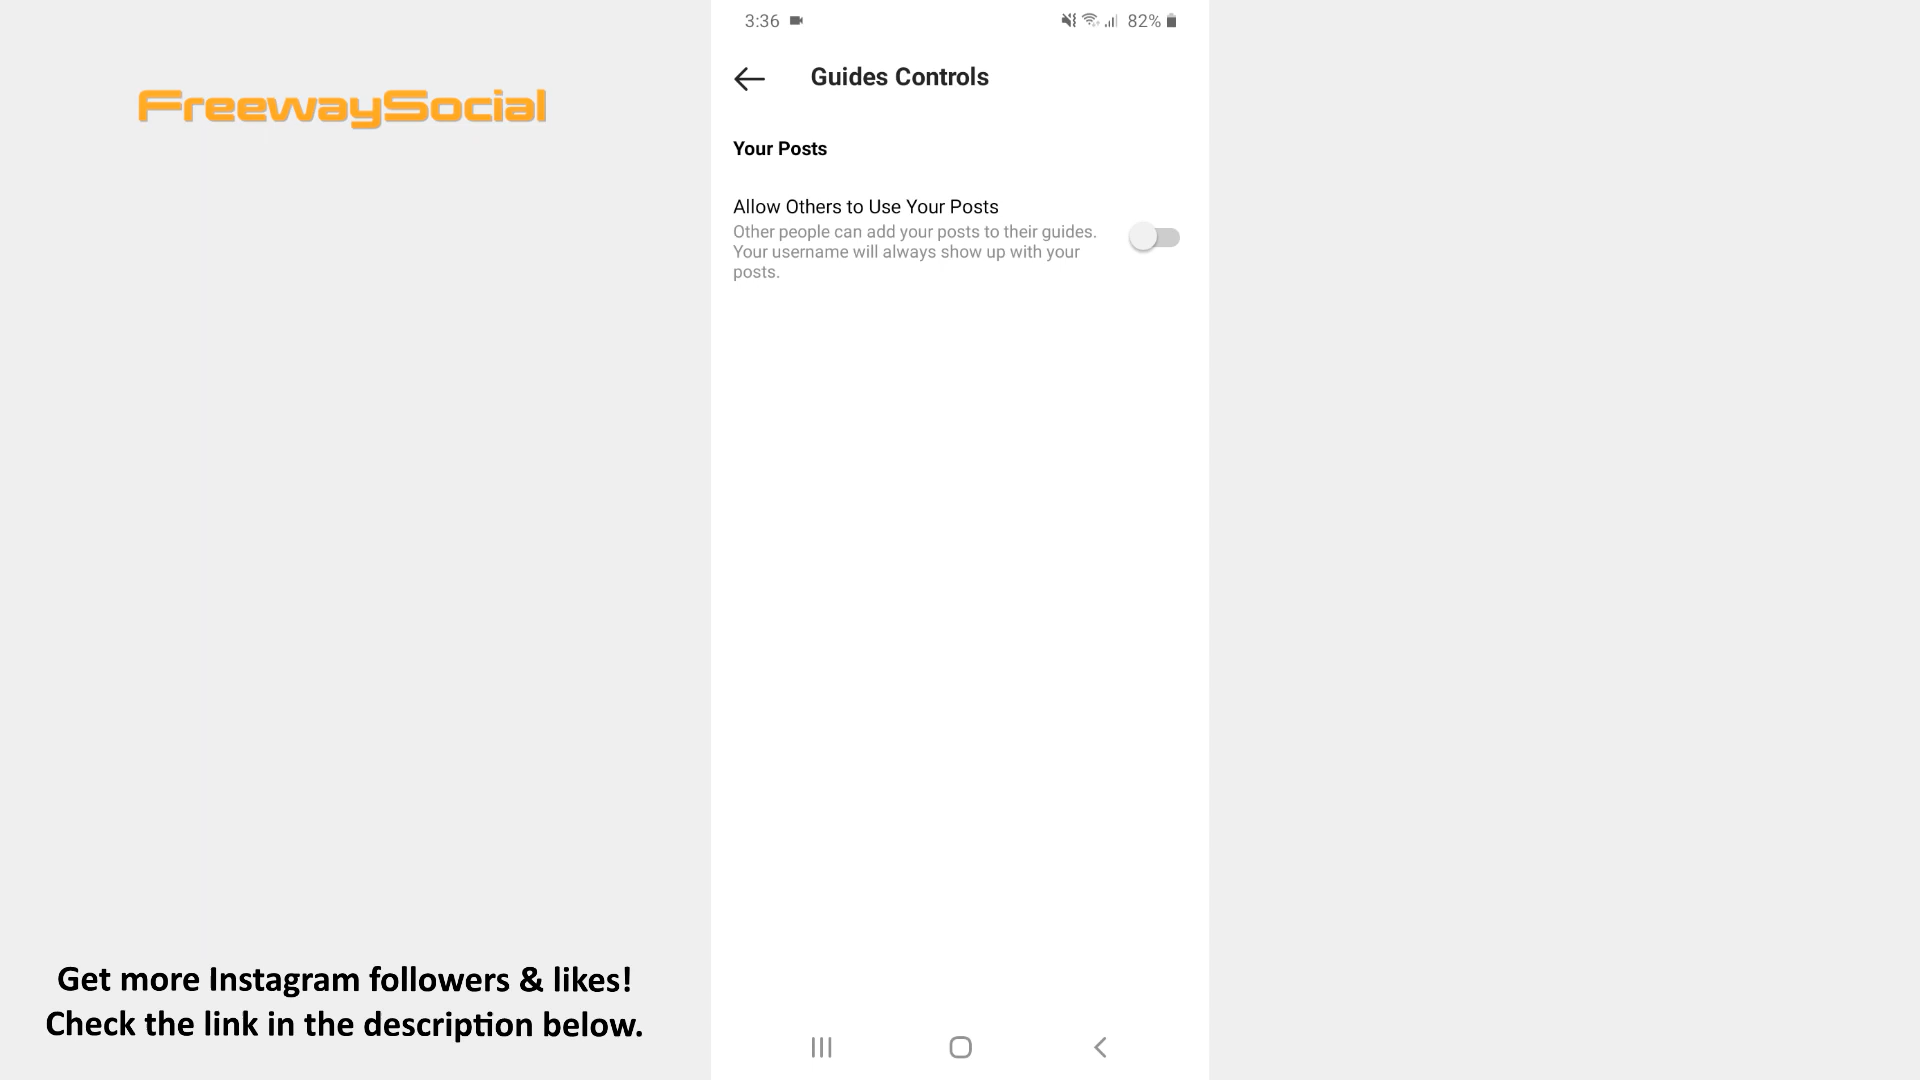 3:36
82%
FreewaySocial
Guides Controls
Your Posts
Allow Others to Use Your Posts
Other people can add your posts to their guides.
Your username will always show up with your
posts.
Get more Instagram followers & likes!
Check the link in the description below.